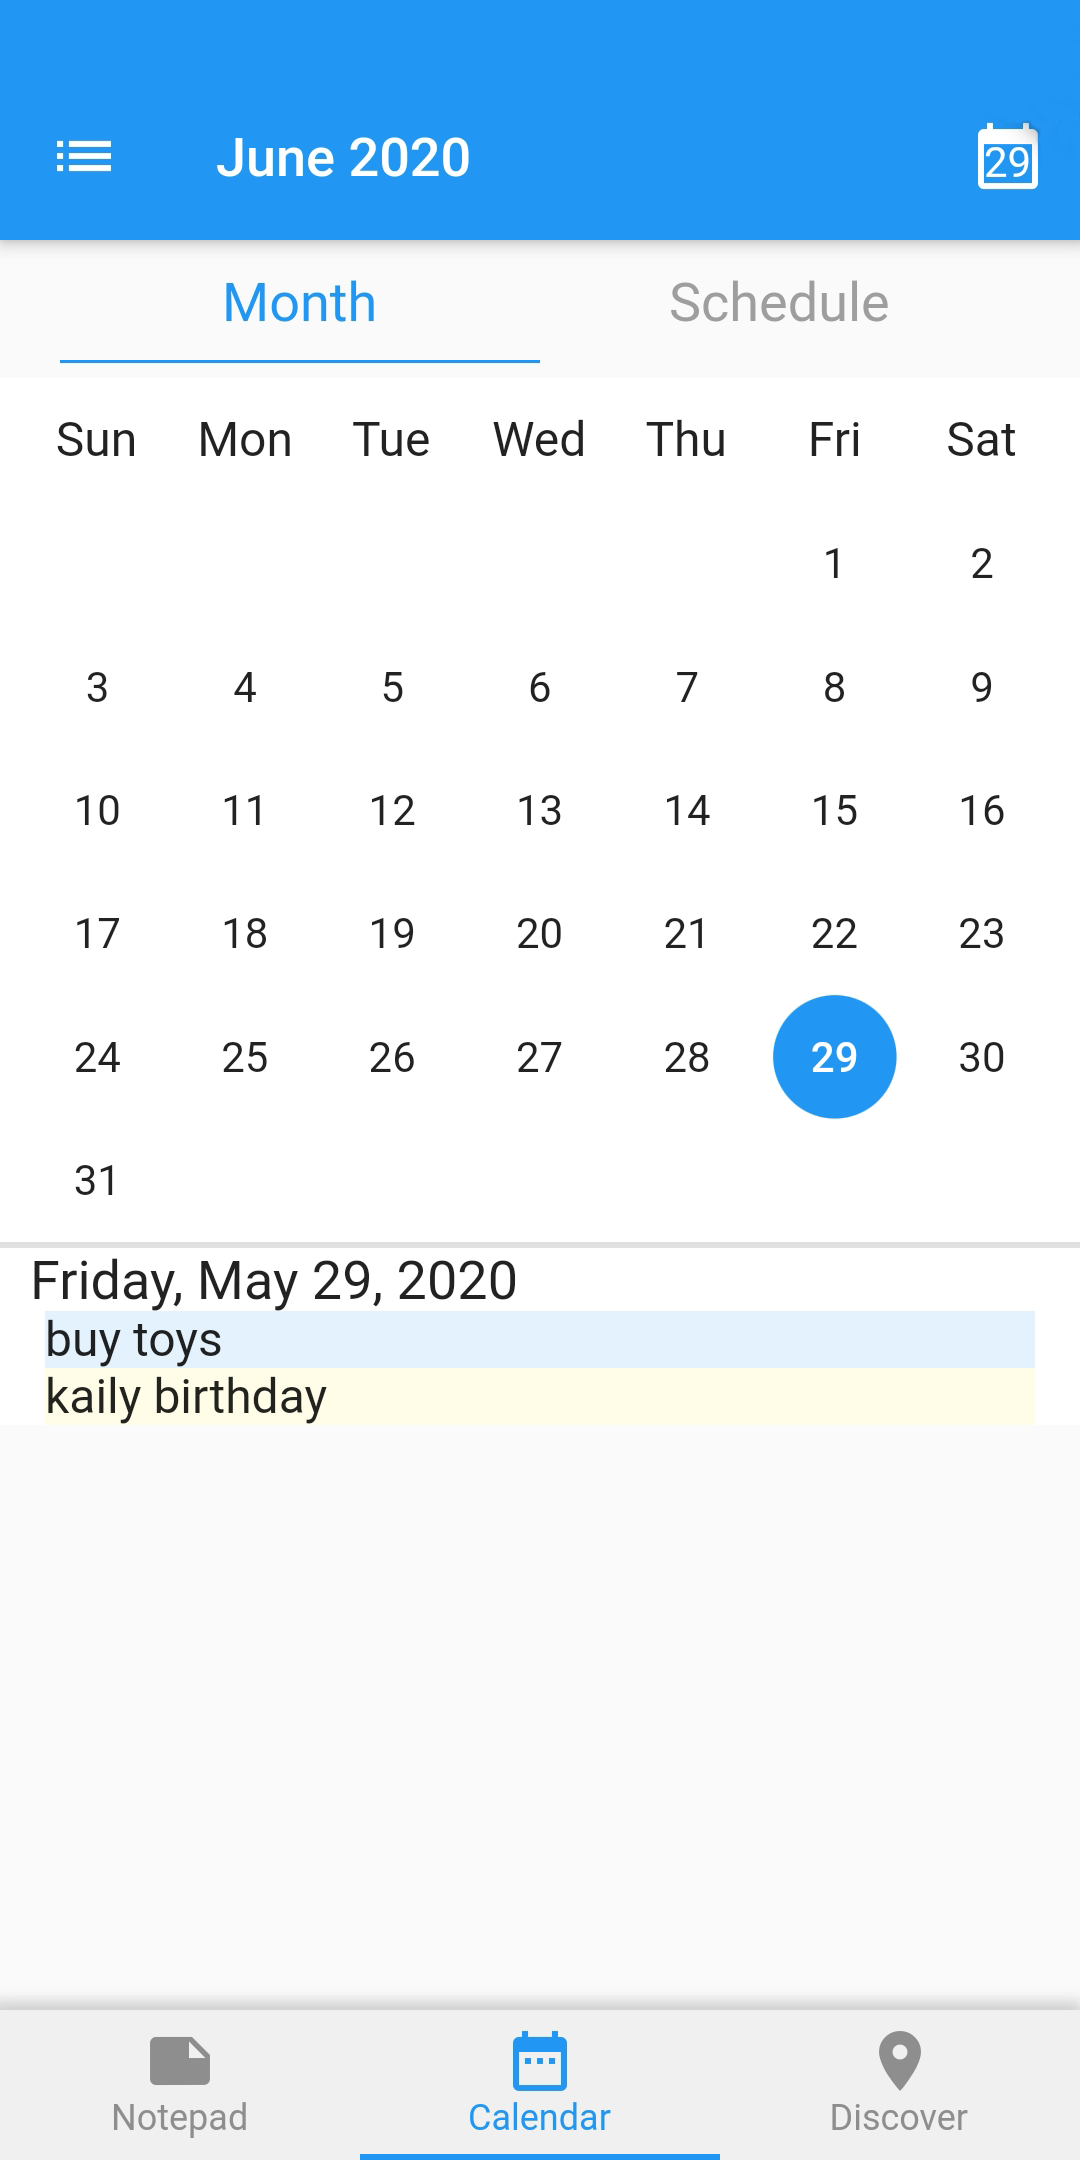 June 2020
29
Month Schedule
Sun Mon Tue Wed Thu Fri Sat
1 2
3 4 5 6 7 8 9
10 11 12 13 14 15 16
17 18 19 20 21 22 23
24 25 26 27 28 29 30
31
Friday, May 29, 2020
buy toys
kaily birthday
Notepad Calendar Discover